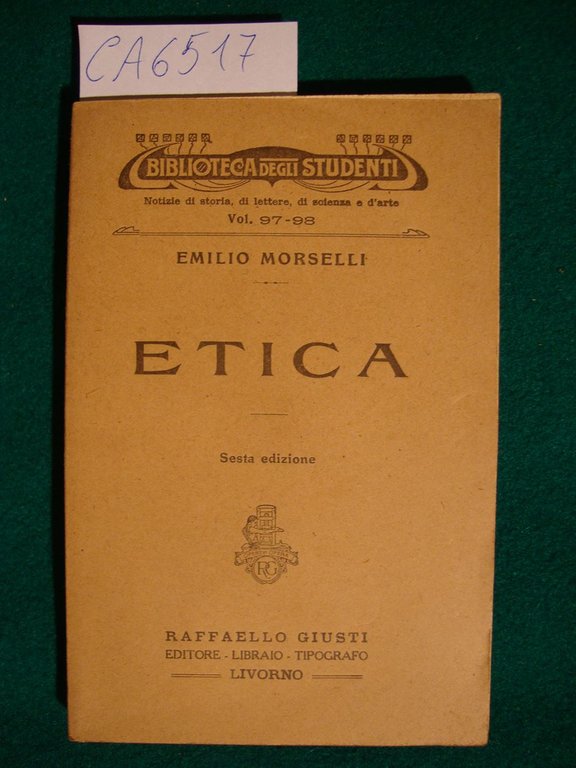 CA6517
BIBLIOTECA DEGLI STUDENTI
Notizie di storia, di lettere, di scienza e d'arte
Vol. 97-98
EMILIO MORSELLI
ETICA
Sesta edizione
RG
RAFFAELLO GIUSTI
EDITORE - LIBRAIO - TIPOGRAFO
LIVORNO